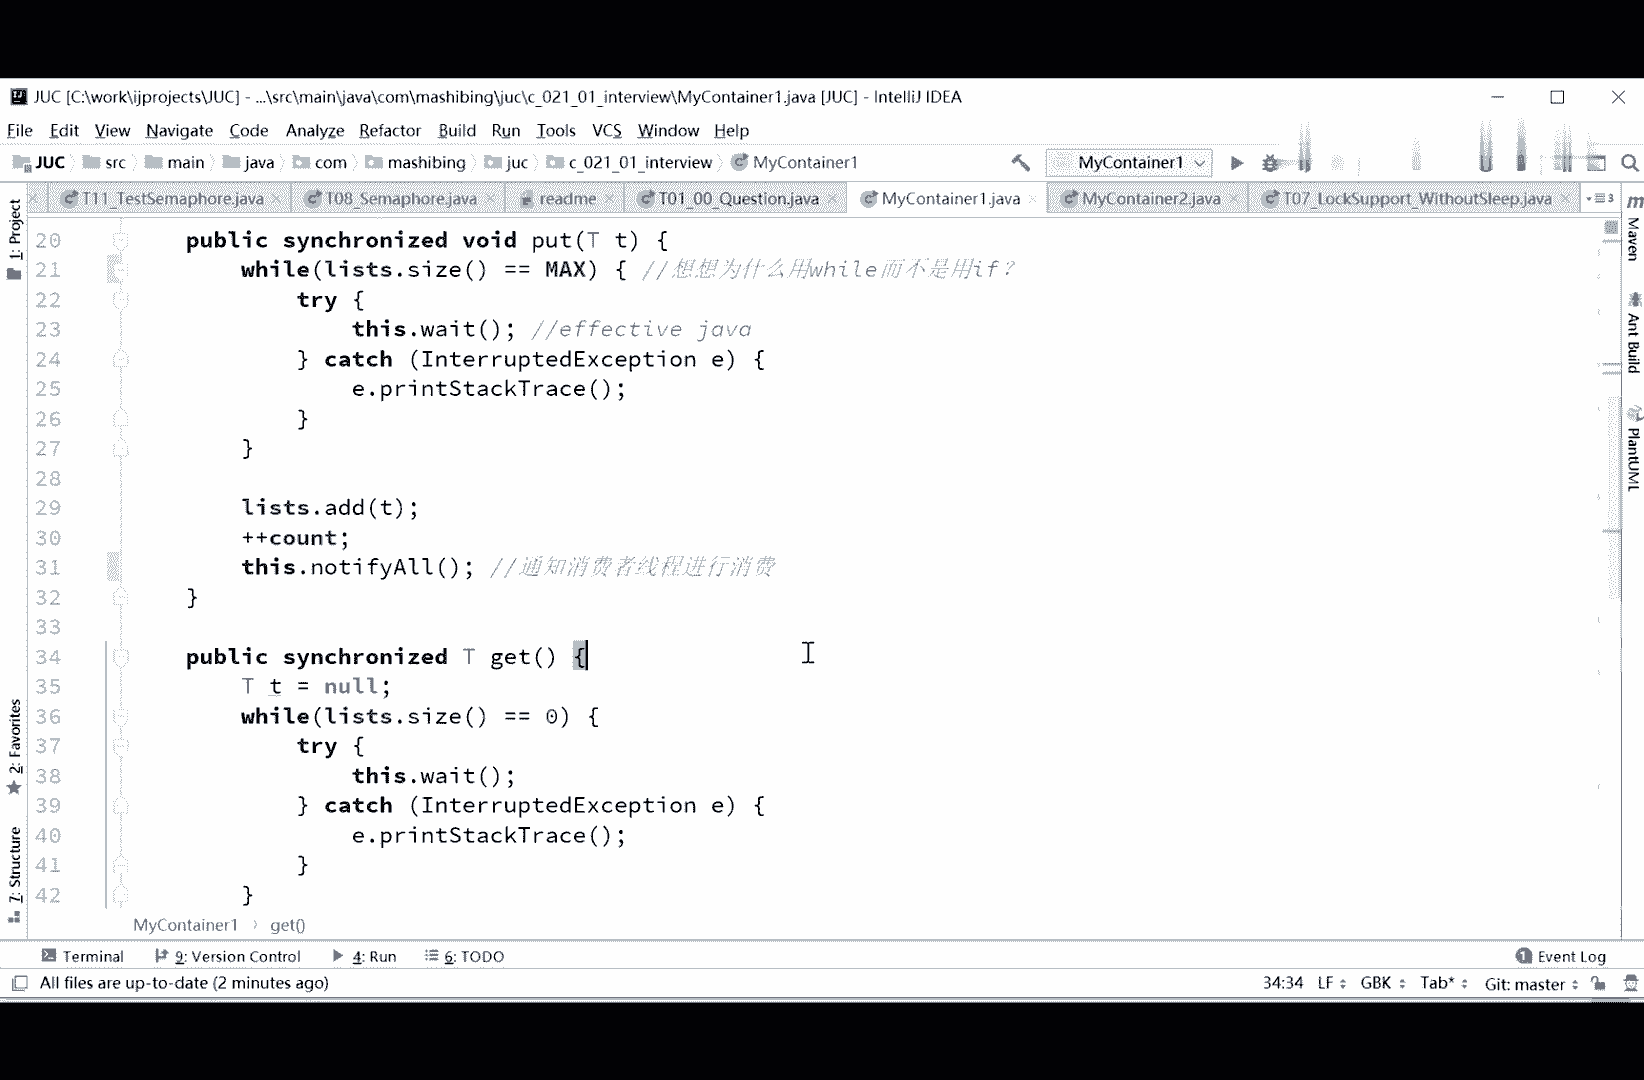 JUC [C:\work\ijprojects\JUC] - ...\src\main\java\com\mashibing\juc\c_021_01_interview\MyContainer1.java [JUC] - IntelliJ IDEA
File Edit View Navigate Code Analyze Refactor Build Run Tools VCS Window Help
JUC src main java com mashibing juc c_021_01_interview MyContainer1 MyContainer1
T11_TestSemaphore.java T08_Semaphore.java readme T01_00_Question.java MyContainer1.java MyContainer2.java T07_LockSupport_WithoutSleep.java 3
1: Project
2: Favorites
7: Structure
20 public synchronized void put(T t) {
21 while(lists.size() == MAX) { //想想为什么用while而不是用if？
22 try {
23 this.wait(); //effective java
24 } catch (InterruptedException e) {
25 e.printStackTrace();
26 }
27 }
28
29 lists.add(t);
30 ++count;
31 this.notifyAll(); //通知消费者线程进行消费
32 }
33
34 public synchronized T get() {
35 T t = null;
36 while(lists.size() == 0) {
37 try {
38 this.wait();
39 } catch (InterruptedException e) {
40 e.printStackTrace();
41 }
42 }
MyContainer1 › get()
m Maven
Ant Build
PlantUML
Terminal 9: Version Control 4: Run 6: TODO 1 Event Log
All files are up-to-date (2 minutes ago) 34:34 LF GBK Tab* Git: master